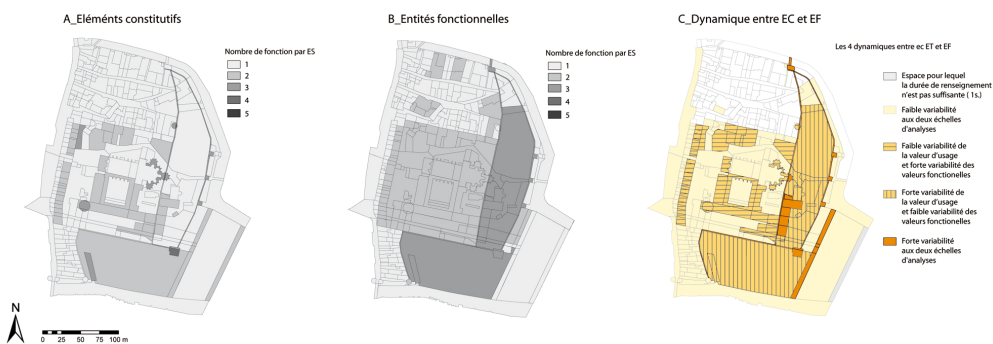 A_Eléments constitutifs
Nombre de fonction par ES
1
2
3
4
5
B_Entités fonctionnelles
Nombre de fonction par ES
1
2
3
4
5
C_Dynamique entre EC et EF
Les 4 dynamiques entre ec ET et EF
Espace pour lequel
la durée de renseignement
n'est pas suffisante ( 1s.)
Faible variabilité
aux deux échelles
d'analyses
Faible variabilité de
la valeur d'usage
et forte variabilité des
valeurs fonctionelles
Forte variabilité de
la valeur d'usage
et faible variabilité des
valeurs fonctionelles
Forte variabilité
aux deux échelles
d'analyses
N
0 25 50 75 100 m